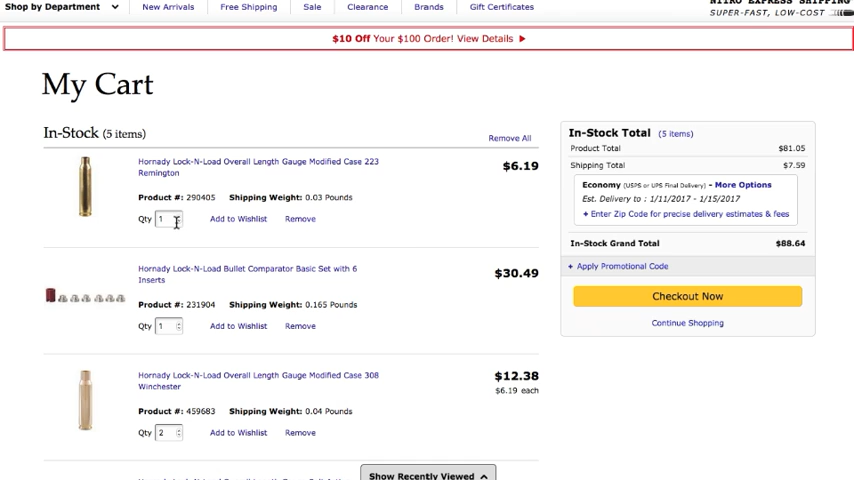 Shop by Department
New Arrivals
Free Shipping
Sale
Clearance
Brands
Gift Certificates
NITRO EXPRESS SHIPPING
SUPER-FAST, LOW-COST
$10 Off Your $100 Order! View Details
My Cart
In-Stock (5 items)
Remove All
Hornady Lock-N-Load Overall Length Gauge Modified Case 223
Remington
$6.19
Product #: 290405 Shipping Weight: 0.03 Pounds
Qty 1 Add to Wishlist Remove
Hornady Lock-N-Load Bullet Comparator Basic Set with 6
Inserts
$30.49
Product #: 231904 Shipping Weight: 0.165 Pounds
Qty 1 Add to Wishlist Remove
Hornady Lock-N-Load Overall Length Gauge Modified Case 308
Winchester
$12.38
$6.19 each
Product #: 459683 Shipping Weight: 0.04 Pounds
Qty 2 Add to Wishlist Remove
Show Recently Viewed
In-Stock Total (5 items)
Product Total $81.05
Shipping Total $7.59
Economy (USPS or UPS Final Delivery) - More Options
Est. Delivery to : 1/11/2017 - 1/15/2017
+ Enter Zip Code for precise delivery estimates & fees
In-Stock Grand Total $88.64
+ Apply Promotional Code
Checkout Now
Continue Shopping